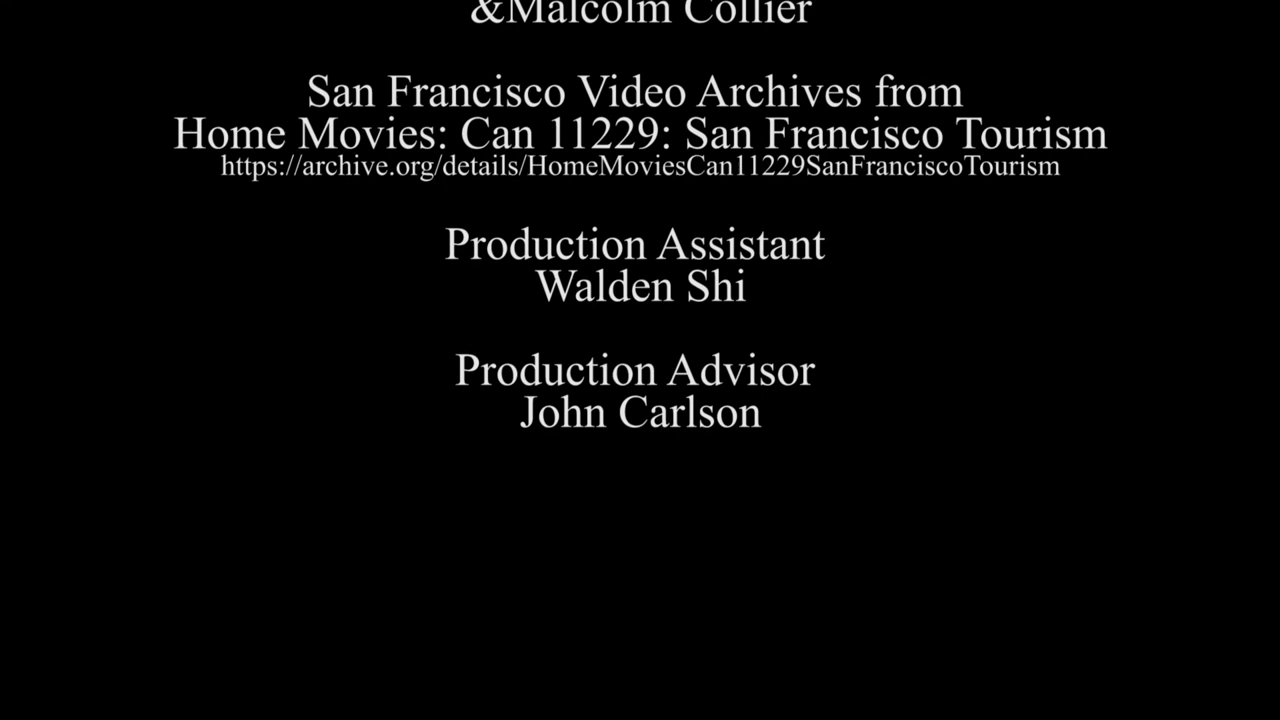 &Malcolm Collier
San Francisco Video Archives from
Home Movies: Can 11229: San Francisco Tourism
https://archive.org/details/HomeMoviesCan11229SanFranciscoTourism
Production Assistant
Walden Shi
Production Advisor
John Carlson